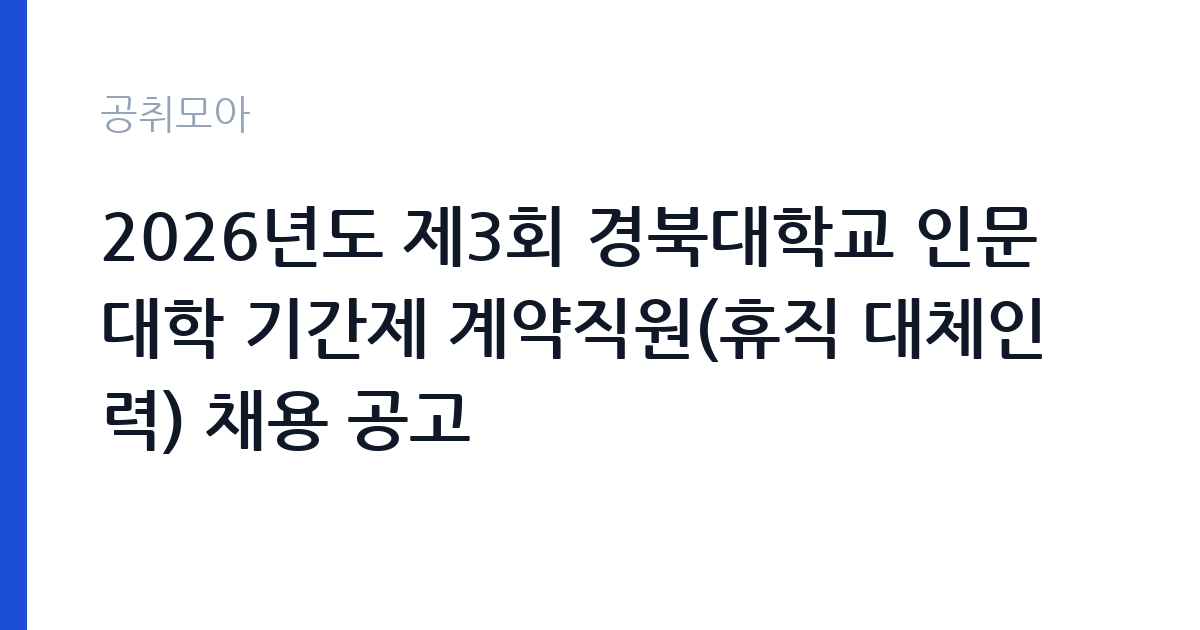 공취모아
2026년도 제3회 경북대학교 인문
대학 기간제 계약직원(휴직 대체인
력) 채용 공고